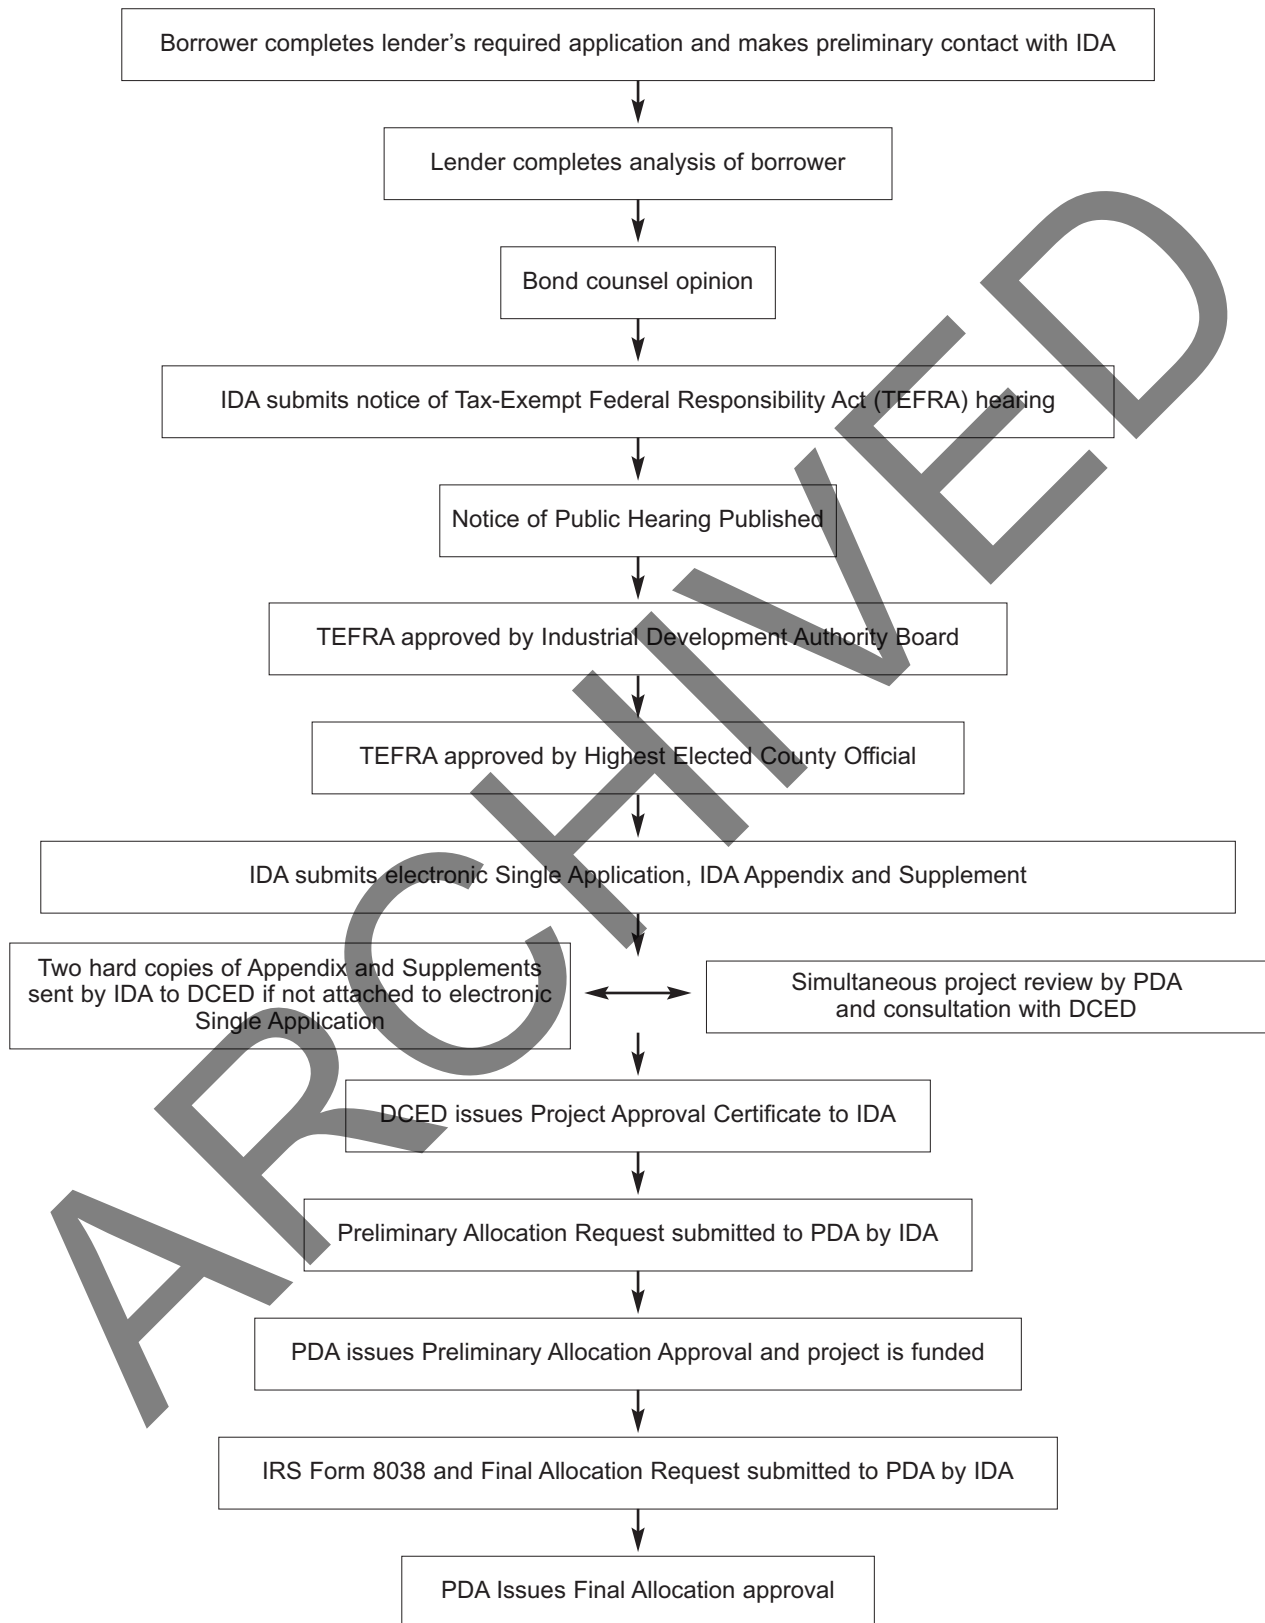 Borrower completes lender’s required application and makes preliminary contact with IDA
Lender completes analysis of borrower
Bond counsel opinion
IDA submits notice of Tax-Exempt Federal Responsibility Act (TEFRA) hearing
Notice of Public Hearing Published
TEFRA approved by Industrial Development Authority Board
TEFRA approved by Highest Elected County Official
IDA submits electronic Single Application, IDA Appendix and Supplement
Two hard copies of Appendix and Supplements
sent by IDA to DCED if not attached to electronic
Single Application
Simultaneous project review by PDA
and consultation with DCED
DCED issues Project Approval Certificate to IDA
Preliminary Allocation Request submitted to PDA by IDA
PDA issues Preliminary Allocation Approval and project is funded
IRS Form 8038 and Final Allocation Request submitted to PDA by IDA
PDA Issues Final Allocation approval
ARCHIVED